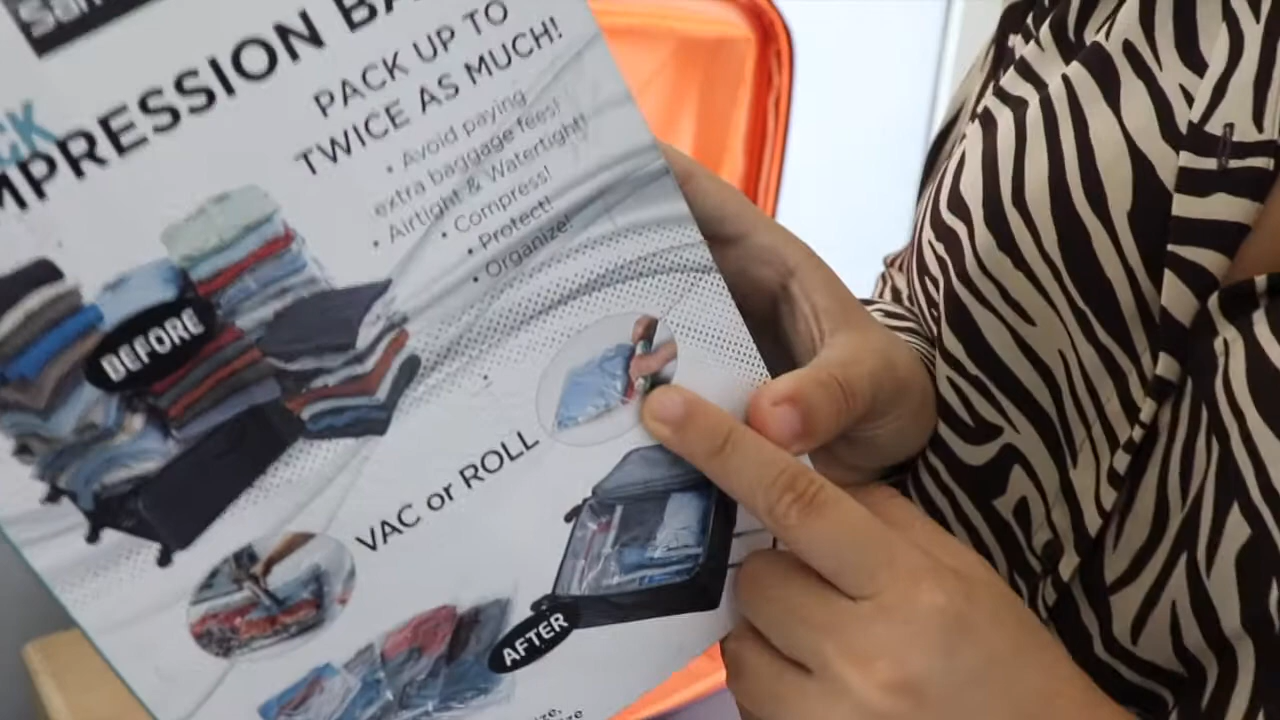 PACK UP TO
TWICE AS MUCH!
• Avoid paying
extra baggage fees!
• Airtight & Watertight!
• Compress!
• Protect!
• Organize!
BEFORE
VAC or ROLL
AFTER